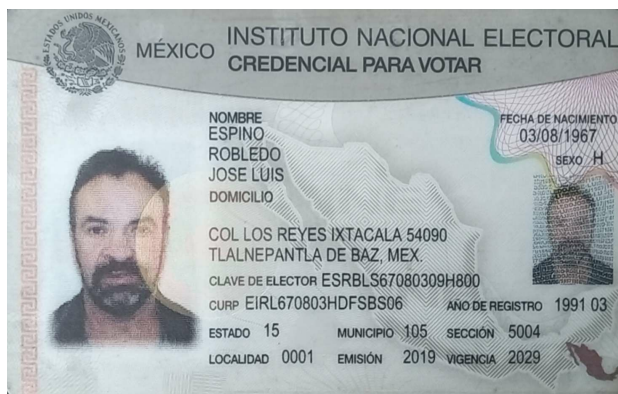 ESTADOS UNIDOS MEXICANOS
MÉXICO
INSTITUTO NACIONAL ELECTORAL
CREDENCIAL PARA VOTAR
NOMBRE
ESPINO
ROBLEDO
JOSE LUIS
FECHA DE NACIMIENTO
03/08/1967
SEXO H
DOMICILIO
COL LOS REYES IXTACALA 54090
TLALNEPANTLA DE BAZ, MEX.
CLAVE DE ELECTOR ESRBLS67080309H800
CURP EIRL670803HDFSBS06 AÑO DE REGISTRO 1991 03
ESTADO 15 MUNICIPIO 105 SECCIÓN 5004
LOCALIDAD 0001 EMISIÓN 2019 VIGENCIA 2029